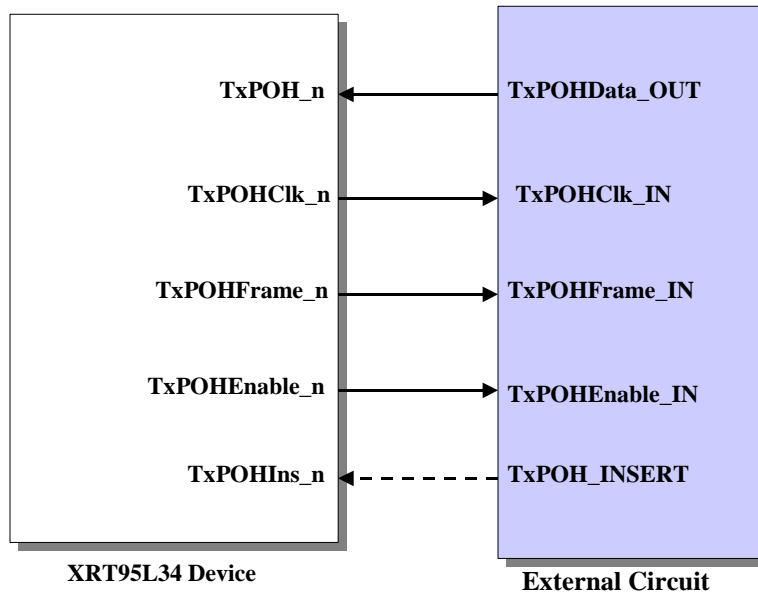 TxPOH_n
TxPOHData_OUT
TxPOHClk_n
TxPOHClk_IN
TxPOHFrame_n
TxPOHFrame_IN
TxPOHEnable_n
TxPOHEnable_IN
TxPOHIns_n
TxPOH_INSERT
XRT95L34 Device
External Circuit